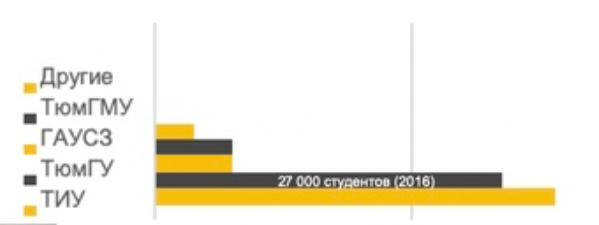 Другие
ТюмГМУ
ГАУСЗ
ТюмГУ
27 000 студентов (2016)
ТИУ